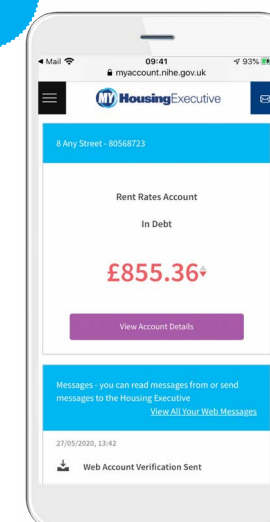 Mail 09:41 93%
myaccount.nihe.gov.uk
MY HousingExecutive
8 Any Street - 80568723
Rent Rates Account
In Debt
£855.36
View Account Details
Messages - you can read messages from or send
messages to the Housing Executive
View All Your Web Messages
27/05/2020, 13:42
Web Account Verification Sent